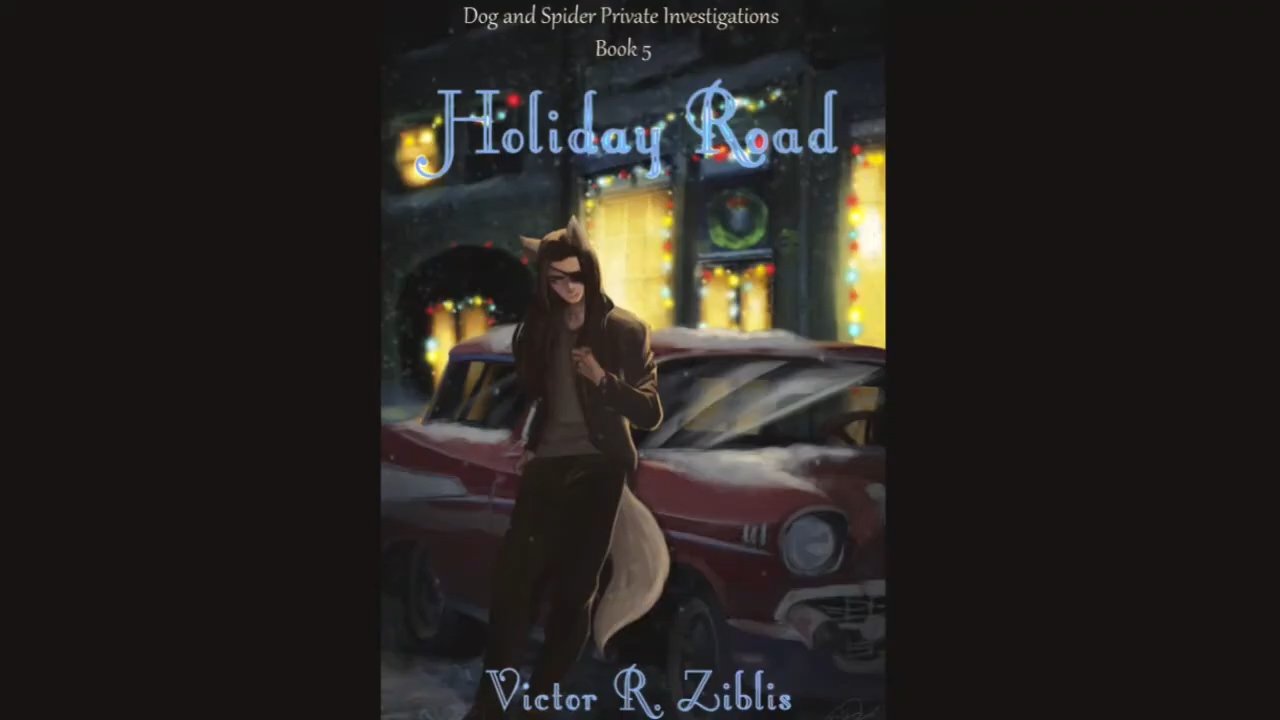 Dog and Spider Private Investigations
Book 5
Holiday Road
Victor R. Ziblis